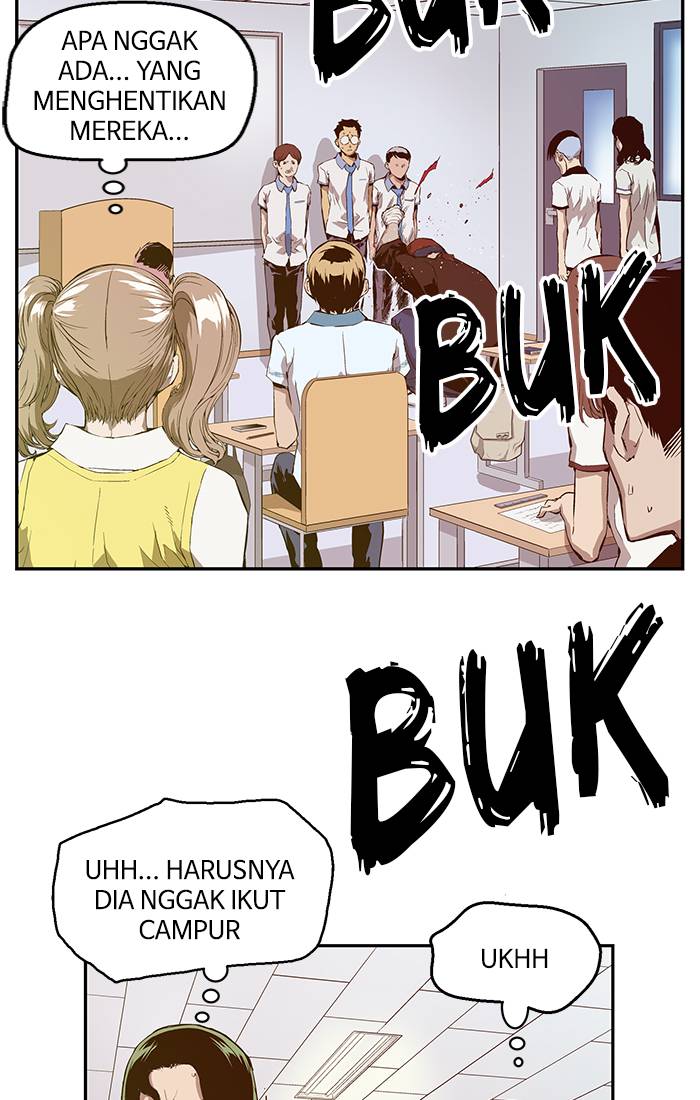 BUK
APA NGGAK
ADA... YANG
MENGHENTIKAN
MEREKA...
BUK
BUK
UHH... HARUSNYA
DIA NGGAK IKUT
CAMPUR
UKHH